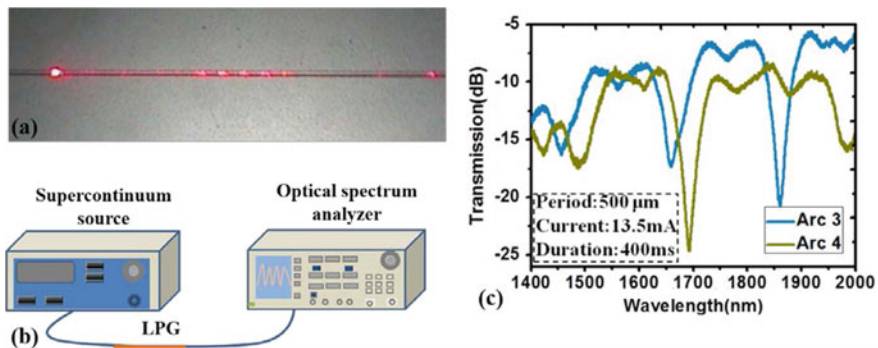 (a)
Supercontinuum
source
Optical spectrum
analyzer
LPG
(b)
Transmission(dB)
-5
-10
-15
-20
-25
Period:500 μm
Current:13.5mA
Duration:400ms
Arc 3
Arc 4
1400 1500 1600 1700 1800 1900 2000
Wavelength(nm)
(c)